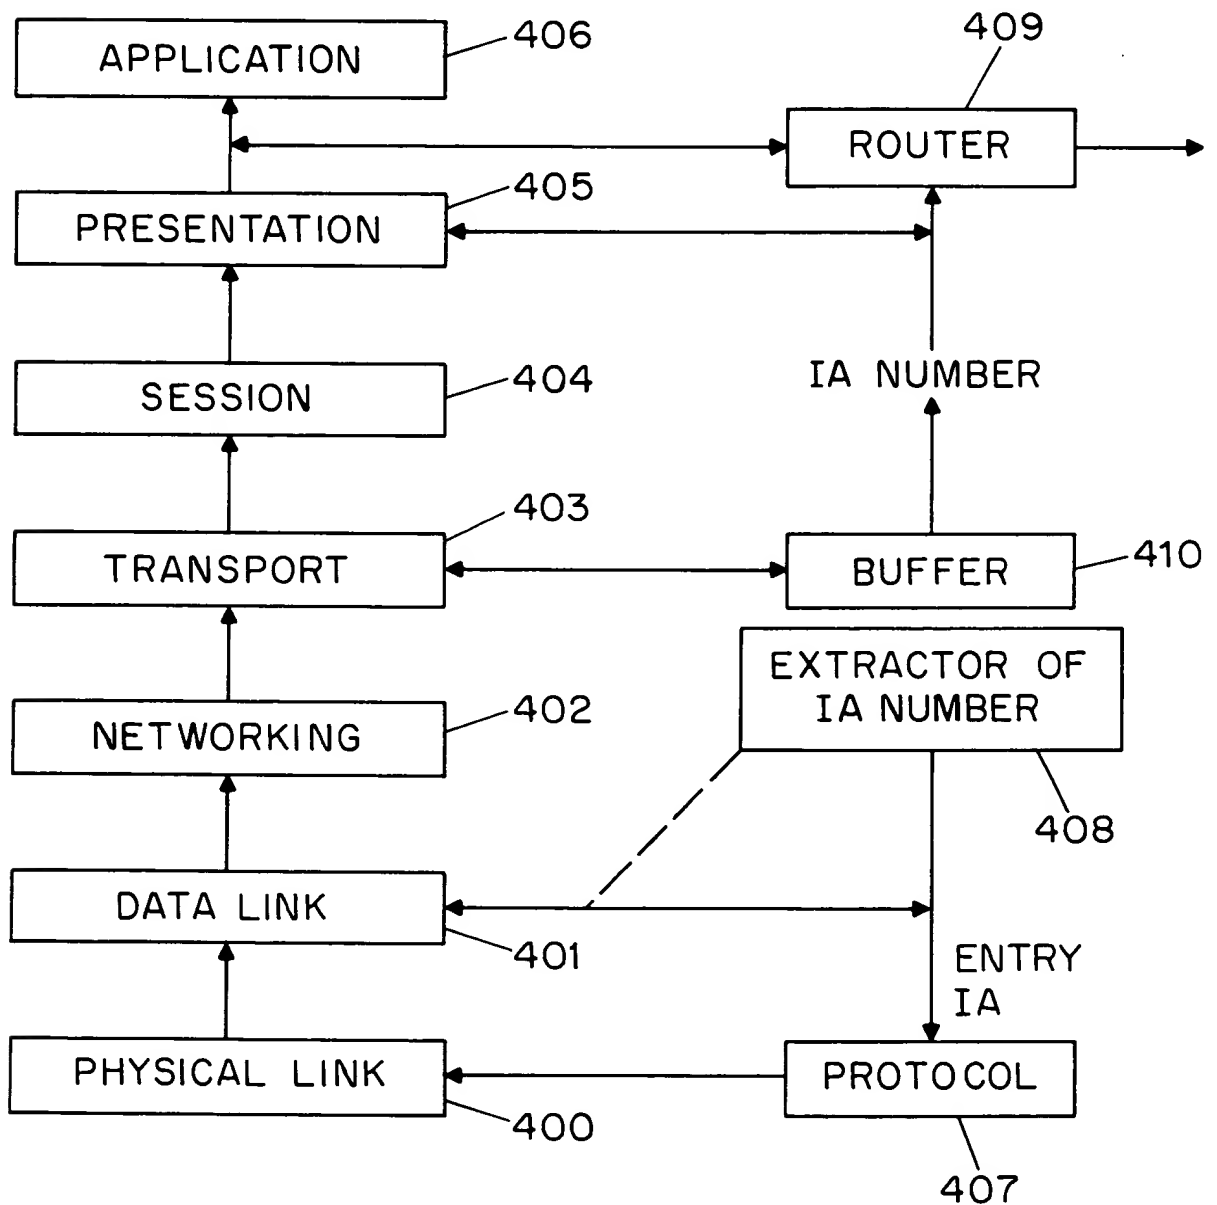 APPLICATION
406
409
ROUTER
PRESENTATION
405
IA NUMBER
SESSION
404
TRANSPORT
403
BUFFER
410
EXTRACTOR OF
IA NUMBER
408
NETWORKING
402
DATA LINK
401
ENTRY
IA
PHYSICAL LINK
400
PROTOCOL
407